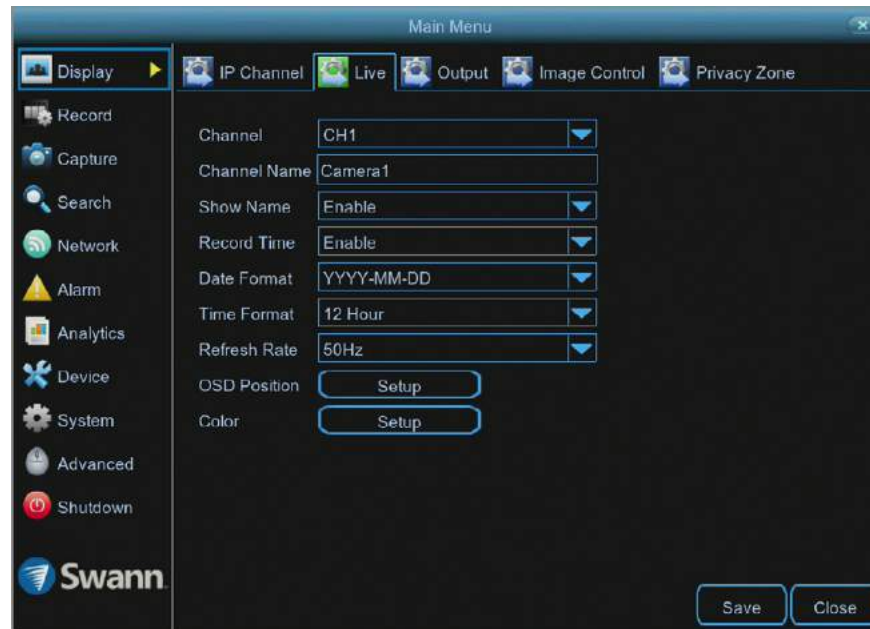 Main Menu
Display
Record
Capture
Search
Network
Alarm
Analytics
Device
System
Advanced
Shutdown
Swann
IP Channel Live Output Image Control Privacy Zone
Channel CH1
Channel Name Camera1
Show Name Enable
Record Time Enable
Date Format YYYY-MM-DD
Time Format 12 Hour
Refresh Rate 50Hz
OSD Position Setup
Color Setup
Save Close